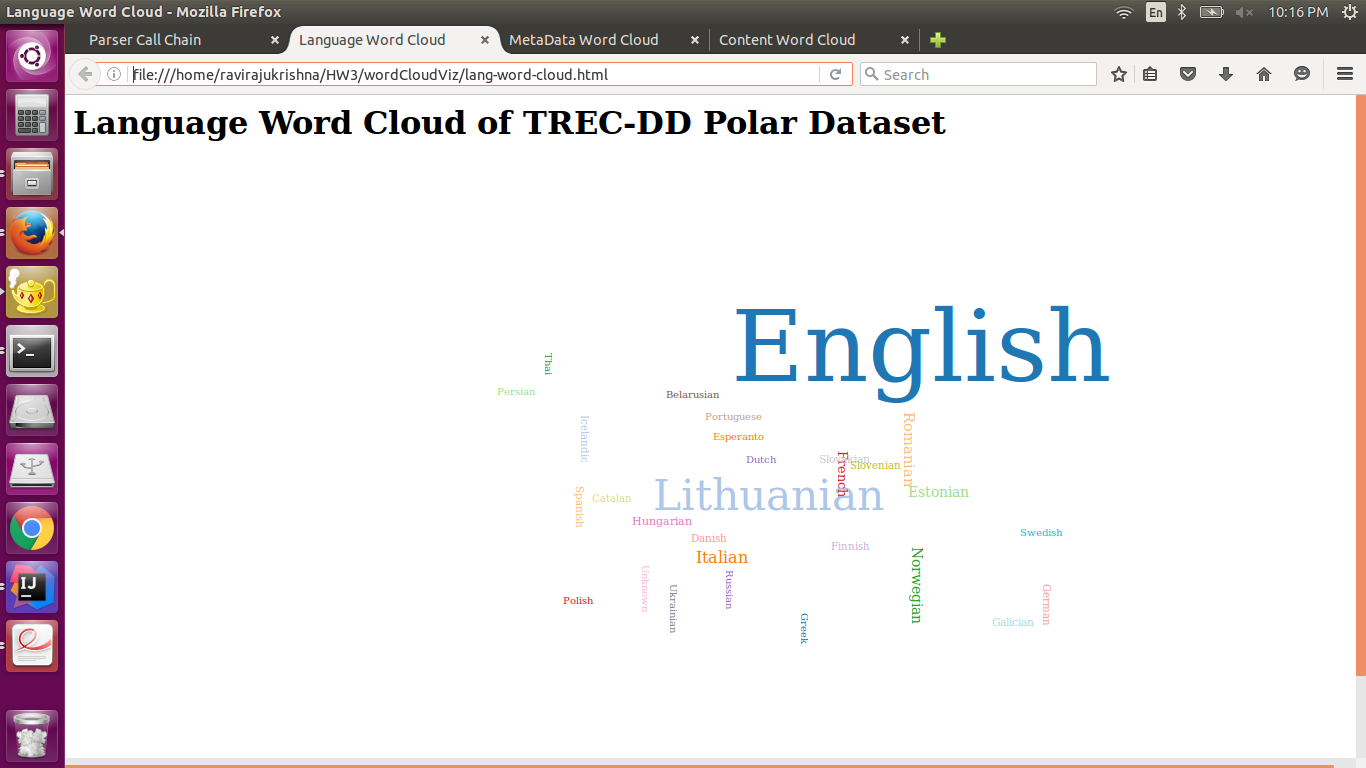 Language Word Cloud - Mozilla Firefox
En
10:16 PM
Parser Call Chain
Language Word Cloud
MetaData Word Cloud
Content Word Cloud
file:///home/ravirajukrishna/HW3/wordCloudViz/lang-word-cloud.html
Search
Language Word Cloud of TREC-DD Polar Dataset
English
Thai
Persian
Belarusian
Portuguese
Icelandic
Romanian
Esperanto
Dutch
Slovakian
French
Slovenian
Lithuanian
Estonian
Spanish
Catalan
Hungarian
Swedish
Danish
Finnish
Italian
Norwegian
Unknown
Russian
Polish
Ukrainian
German
Greek
Galician
IJ